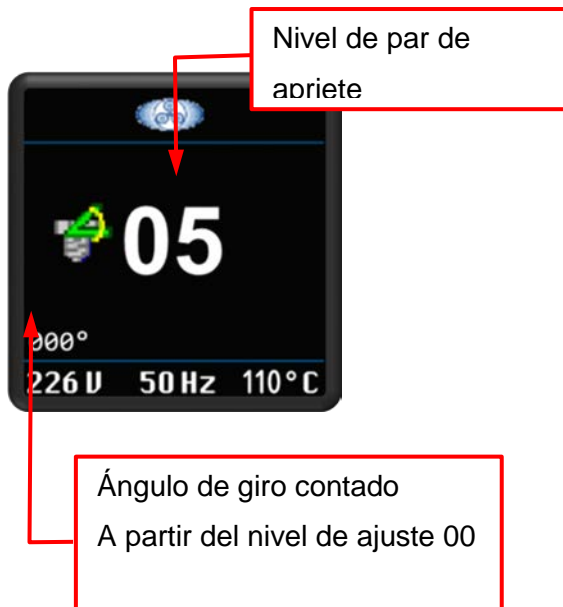 Nivel de par de
apriete
05
000°
226 V 50 Hz 110°C
Ángulo de giro contado
A partir del nivel de ajuste 00